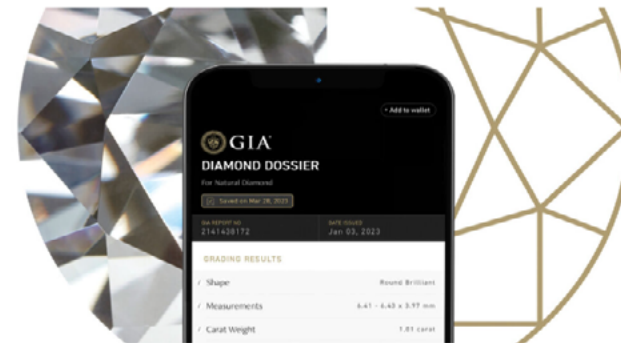 + Add to wallet
GIA
DIAMOND DOSSIER
For Natural Diamond
Saved on Mar 28, 2023
GIA REPORT NO
DATE ISSUED
2141438172
Jan 03, 2023
GRADING RESULTS
Shape
Round Brilliant
Measurements
6.41 - 6.43 x 3.97 mm
Carat Weight
1.01 carat